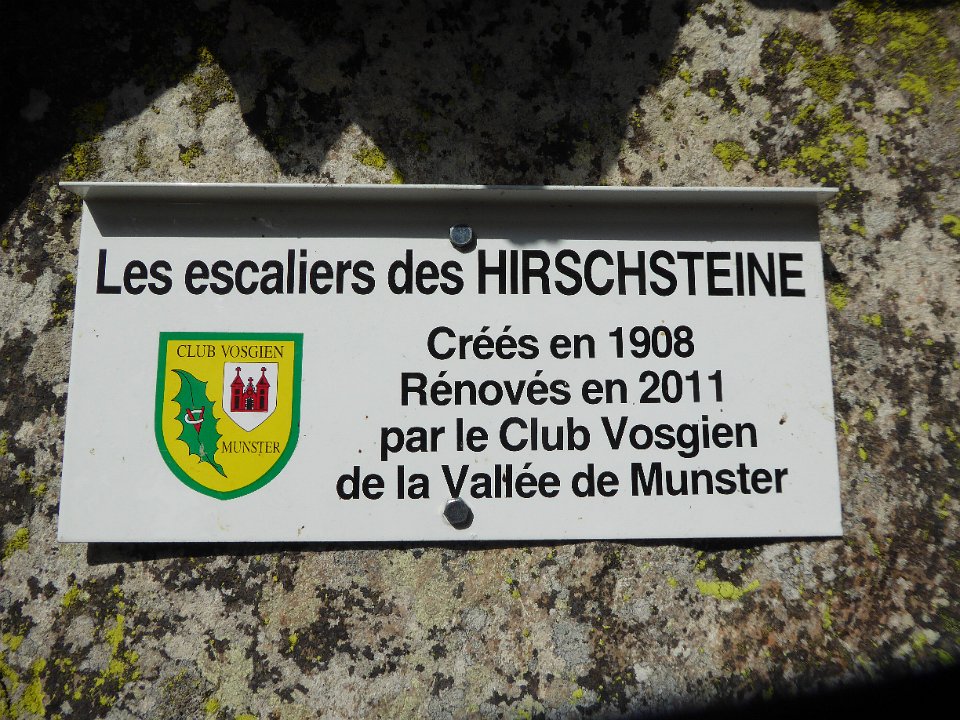 Les escaliers des HIRSCHSTEINE
CLUB VOSGIEN
MUNSTER
Créés en 1908
Rénovés en 2011
par le Club Vosgien
de la Vallée de Munster